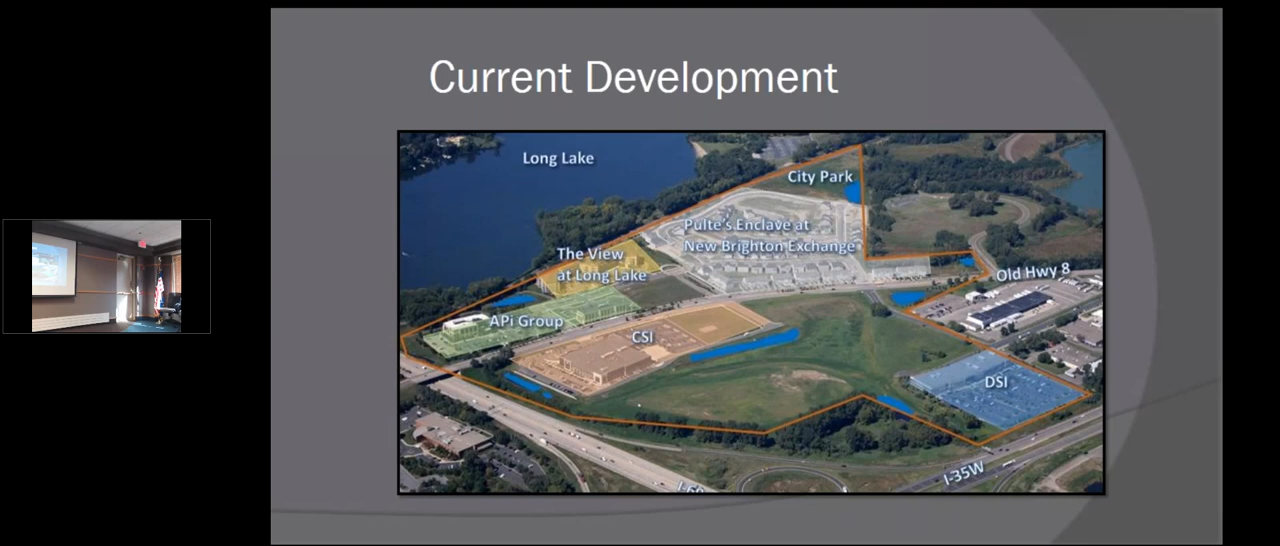 Current Development
Long Lake
City Park
Pulte's Enclave at
New Brighton Exchange
The View
at Long Lake
Old Hwy 8
APi Group
CSI
DSI
I-35W